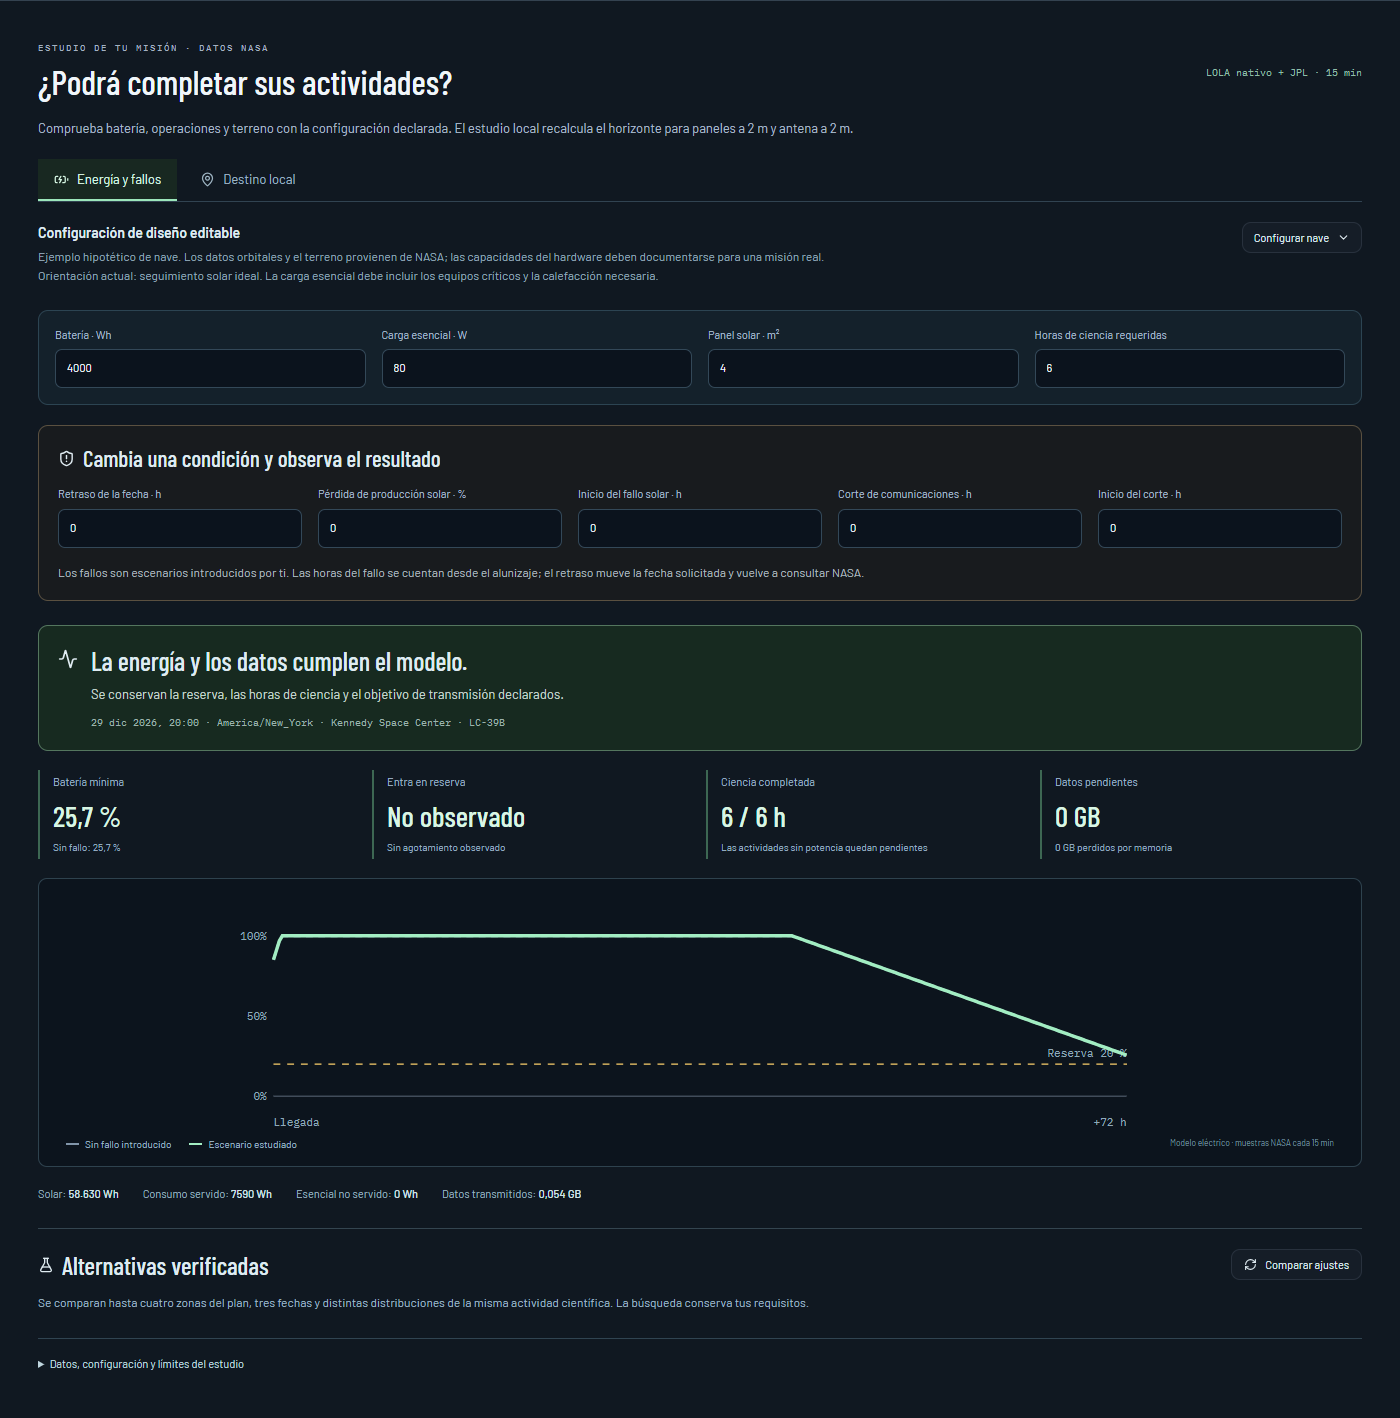 ESTUDIO DE TU MISIÓN · DATOS NASA
¿Podrá completar sus actividades?
LOLA nativo + JPL · 15 min
Comprueba batería, operaciones y terreno con la configuración declarada. El estudio local recalcula el horizonte para paneles a 2 m y antena a 2 m.
Energía y fallos
Destino local
Configuración de diseño editable
Configurar nave
Ejemplo hipotético de nave. Los datos orbitales y el terreno provienen de NASA; las capacidades del hardware deben documentarse para una misión real.
Orientación actual: seguimiento solar ideal. La carga esencial debe incluir los equipos críticos y la calefacción necesaria.
Batería · Wh
Carga esencial · W
Panel solar · m²
Horas de ciencia requeridas
4000
80
4
6
Cambia una condición y observa el resultado
Retraso de la fecha · h
Pérdida de producción solar · %
Inicio del fallo solar · h
Corte de comunicaciones · h
Inicio del corte · h
0
0
0
0
0
Los fallos son escenarios introducidos por ti. Las horas del fallo se cuentan desde el alunizaje; el retraso mueve la fecha solicitada y vuelve a consultar NASA.
La energía y los datos cumplen el modelo.
Se conservan la reserva, las horas de ciencia y el objetivo de transmisión declarados.
29 dic 2026, 20:00 · America/New_York · Kennedy Space Center · LC-39B
Batería mínima
Entra en reserva
Ciencia completada
Datos pendientes
25,7 %
No observado
6 / 6 h
0 GB
Sin fallo: 25,7 %
Sin agotamiento observado
Las actividades sin potencia quedan pendientes
0 GB perdidos por memoria
100%
50%
Reserva 20 %
0%
Llegada
+72 h
Sin fallo introducido
Escenario estudiado
Modelo eléctrico · muestras NASA cada 15 min
Solar: 58.630 Wh
Consumo servido: 7590 Wh
Esencial no servido: 0 Wh
Datos transmitidos: 0,054 GB
Alternativas verificadas
Comparar ajustes
Se comparan hasta cuatro zonas del plan, tres fechas y distintas distribuciones de la misma actividad científica. La búsqueda conserva tus requisitos.
Datos, configuración y límites del estudio